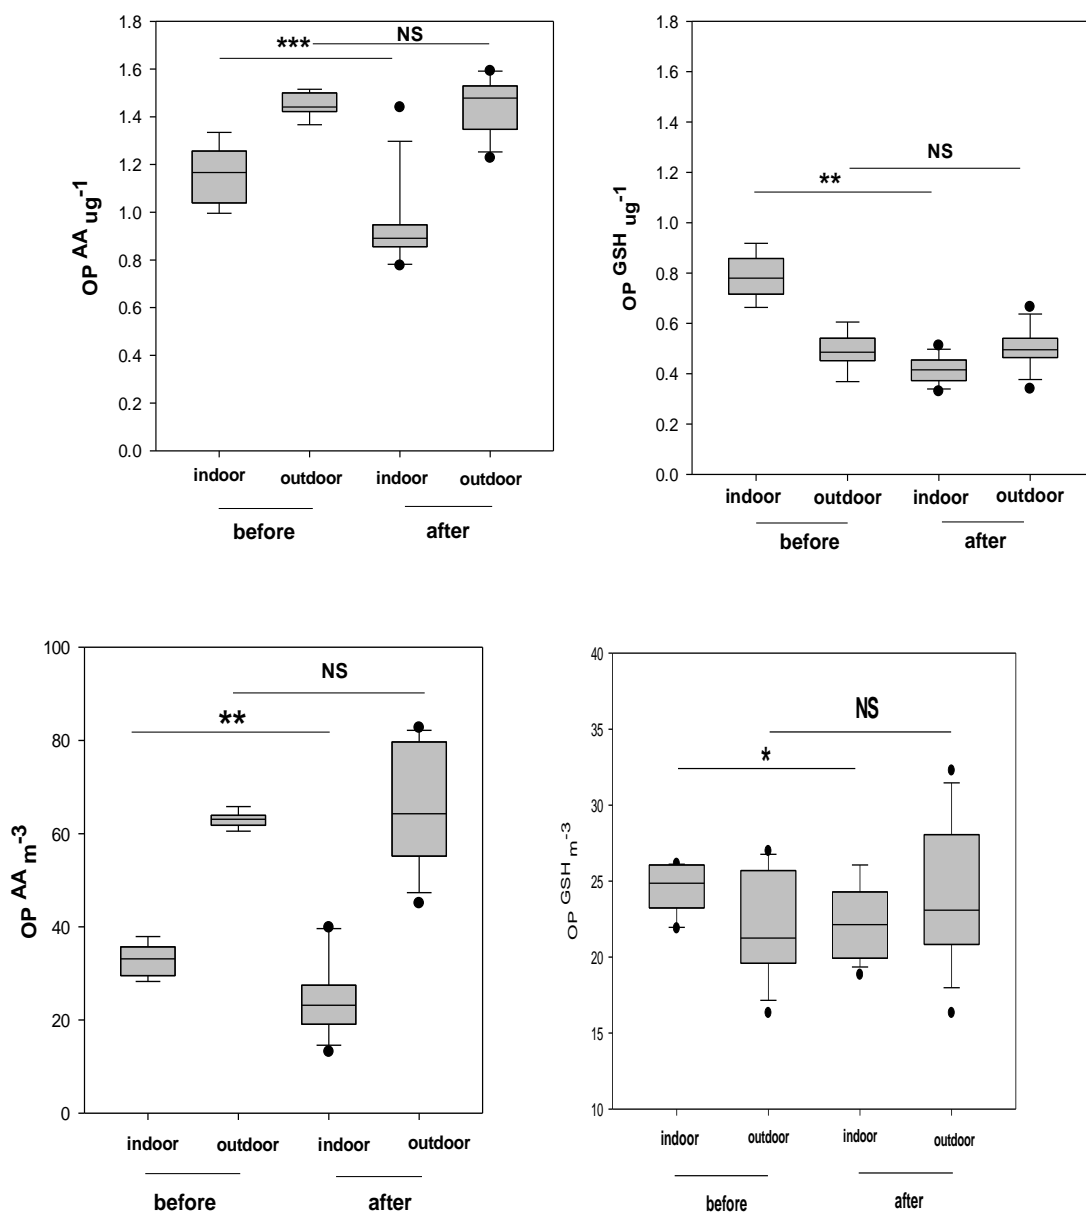 1.8
1.6
1.4
1.2
1.0
0.8
0.6
0.4
0.2
0.0
OP AA ug-1
***
NS
indoor outdoor indoor outdoor
before after
1.8
1.6
1.4
1.2
1.0
0.8
0.6
0.4
0.2
0.0
OP GSH ug-1
**
NS
indoor outdoor indoor outdoor
before after
100
80
60
40
20
0
OP AA m-3
**
NS
indoor outdoor indoor outdoor
before after
40
35
30
25
20
15
10
OP GSH m-3
*
NS
indoor outdoor indoor outdoor
before after